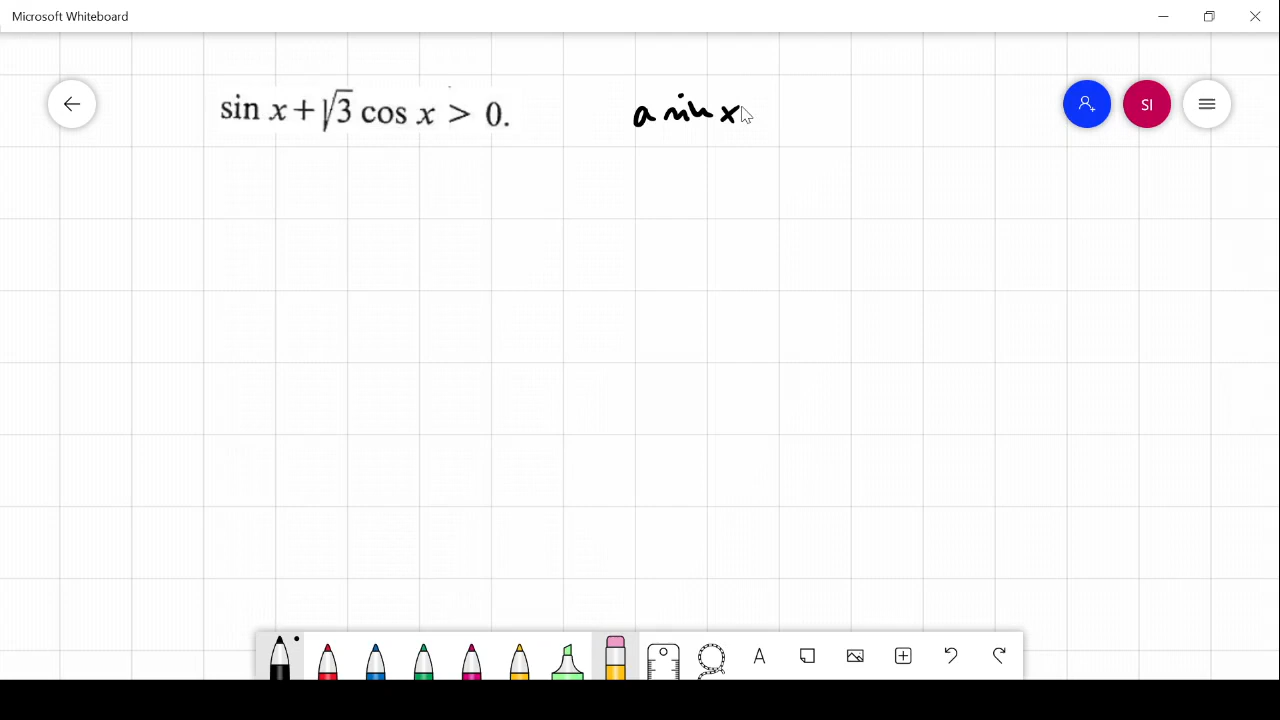 Microsoft Whiteboard
sin x + √3 cos x > 0. a sin x
SI
A